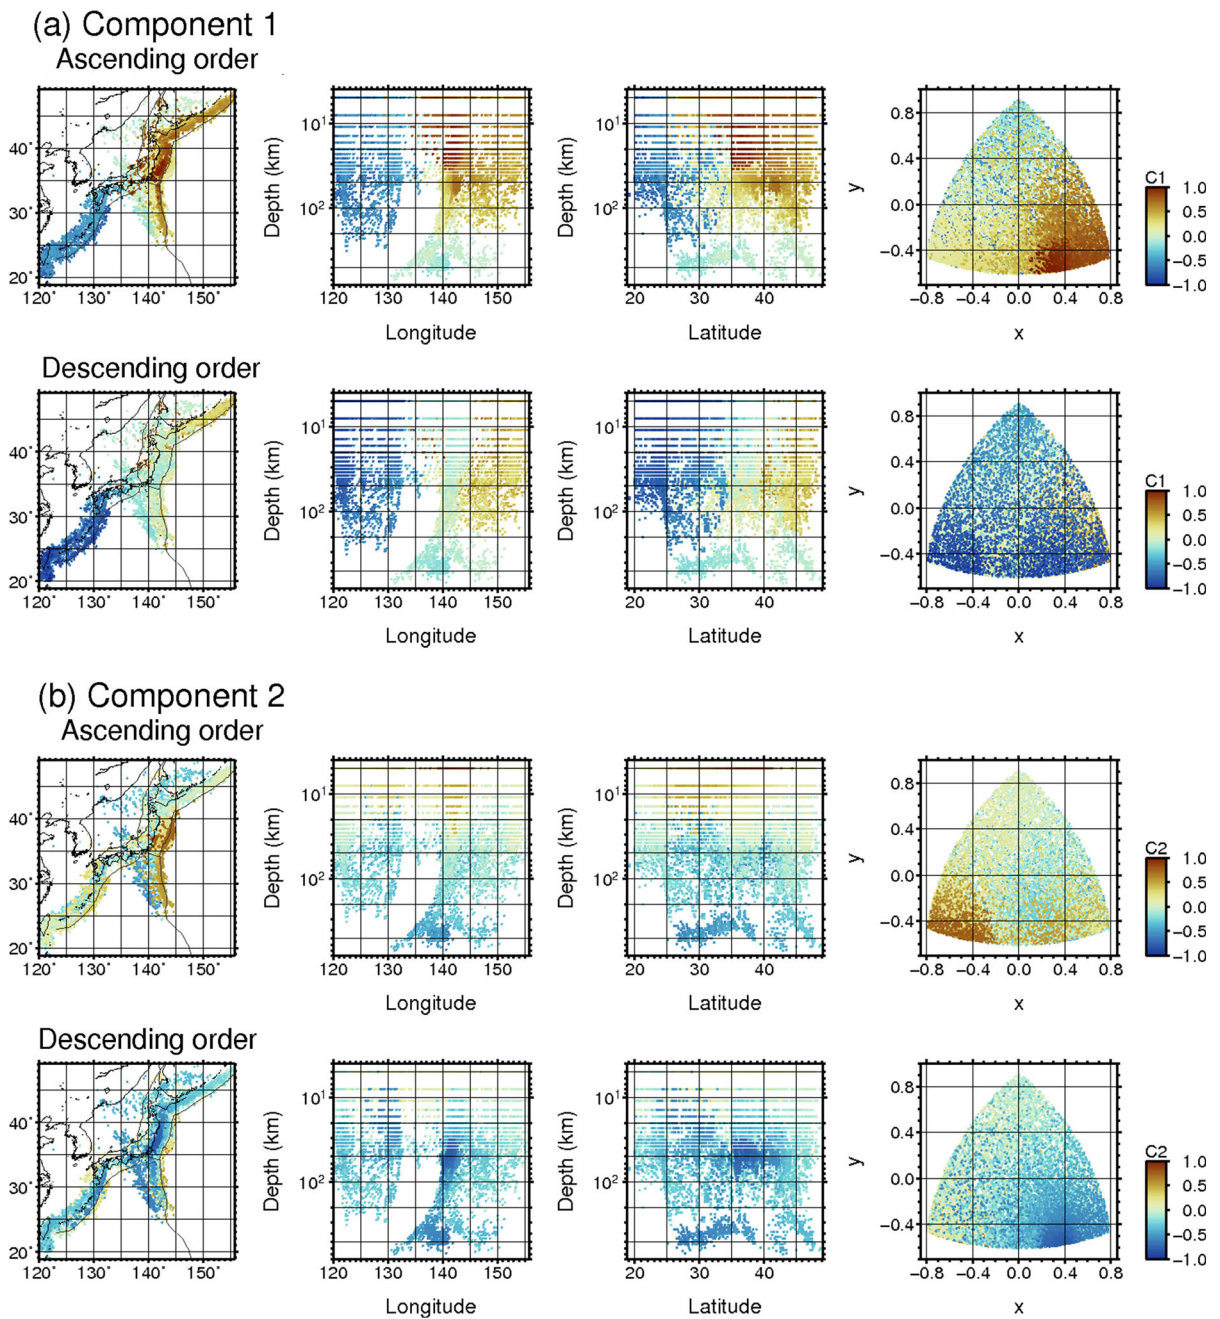 (a) Component 1
Ascending order
40°
30°
20°
120 130 140 150
10¹
10²
Depth (km)
120 130 140 150
Longitude
10¹
10²
Depth (km)
20 30 40
Latitude
0.8
0.4
0.0
−0.4
y
−0.8 −0.4 0.0 0.4 0.8
x
C1
1.0
0.5
0.0
−0.5
−1.0
Descending order
40°
30°
20°
120 130 140 150
10¹
10²
Depth (km)
120 130 140 150
Longitude
10¹
10²
Depth (km)
20 30 40
Latitude
0.8
0.4
0.0
−0.4
y
−0.8 −0.4 0.0 0.4 0.8
x
C1
1.0
0.5
0.0
−0.5
−1.0
(b) Component 2
Ascending order
40°
30°
20°
120 130 140 150
10¹
10²
Depth (km)
120 130 140 150
Longitude
10¹
10²
Depth (km)
20 30 40
Latitude
0.8
0.4
0.0
−0.4
y
−0.8 −0.4 0.0 0.4 0.8
x
C2
1.0
0.5
0.0
−0.5
−1.0
Descending order
40°
30°
20°
120 130 140 150
10¹
10²
Depth (km)
120 130 140 150
Longitude
10¹
10²
Depth (km)
20 30 40
Latitude
0.8
0.4
0.0
−0.4
y
−0.8 −0.4 0.0 0.4 0.8
x
C2
1.0
0.5
0.0
−0.5
−1.0